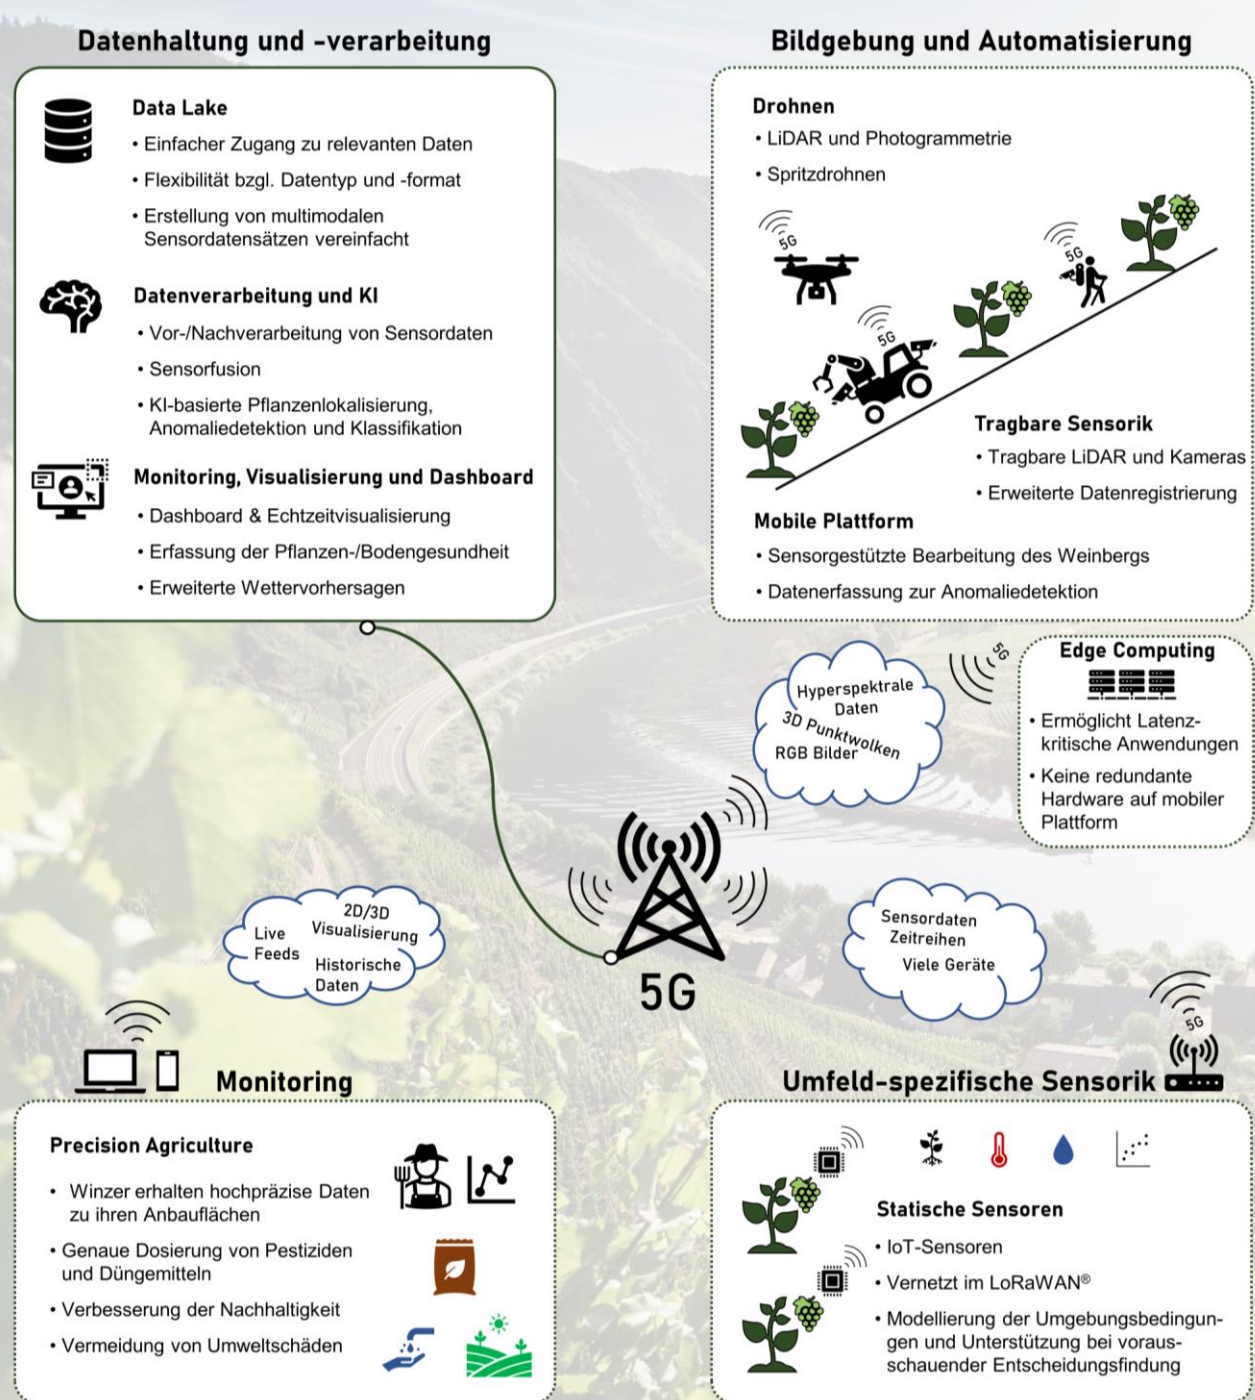 Datenhaltung und -verarbeitung
Data Lake
• Einfacher Zugang zu relevanten Daten
• Flexibilität bzgl. Datentyp und -format
• Erstellung von multimodalen
Sensordatensätzen vereinfacht
Datenverarbeitung und KI
• Vor-/Nachverarbeitung von Sensordaten
• Sensorfusion
• KI-basierte Pflanzenlokalisierung,
Anomaliedetektion und Klassifikation
Monitoring, Visualisierung und Dashboard
• Dashboard & Echtzeitvisualisierung
• Erfassung der Pflanzen-/Bodengesundheit
• Erweiterte Wettervorhersagen
Bildgebung und Automatisierung
Drohnen
• LiDAR und Photogrammetrie
• Spritzdrohnen
5G
5G
5G
Tragbare Sensorik
• Tragbare LiDAR und Kameras
• Erweiterte Datenregistrierung
Mobile Plattform
• Sensorgestützte Bearbeitung des Weinbergs
• Datenerfassung zur Anomaliedetektion
Hyperspektrale
Daten
3D Punktwolken
RGB Bilder
5G
Edge Computing
• Ermöglicht Latenz-
kritische Anwendungen
• Keine redundante
Hardware auf mobiler
Plattform
5G
Live
Feeds
2D/3D
Visualisierung
Historische
Daten
Sensordaten
Zeitreihen
Viele Geräte
Monitoring
Precision Agriculture
• Winzer erhalten hochpräzise Daten
zu ihren Anbauflächen
• Genaue Dosierung von Pestiziden
und Düngemitteln
• Verbesserung der Nachhaltigkeit
• Vermeidung von Umweltschäden
5G
Umfeld-spezifische Sensorik
Statische Sensoren
• IoT-Sensoren
• Vernetzt im LoRaWAN®
• Modellierung der Umgebungsbedingun-
gen und Unterstützung bei voraus-
schauender Entscheidungsfindung